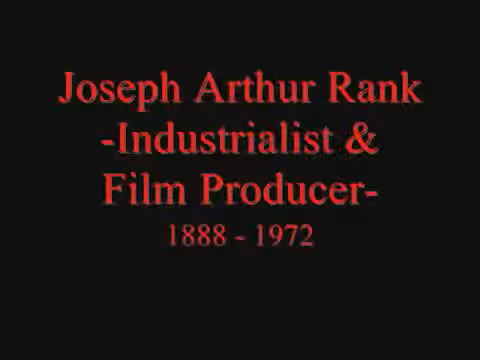 Joseph Arthur Rank
-Industrialist &
Film Producer-
1888 - 1972